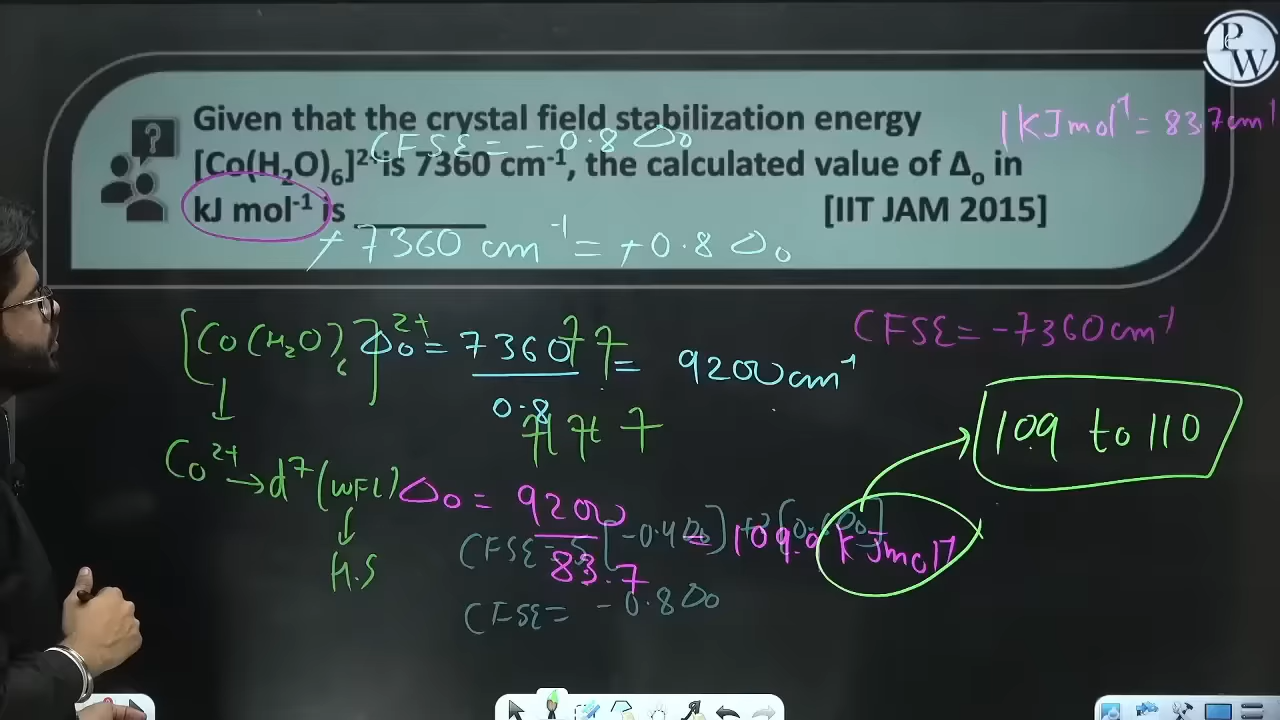 PW
Given that the crystal field stabilization energy
1 KJ mol⁻¹ = 83.7 cm⁻¹
CFSE = -0.8 Δo
[Co(H₂O)₆]²⁺ is 7360 cm⁻¹, the calculated value of Δₒ in
kJ mol⁻¹ is ________ [IIT JAM 2015]
+ 7360 cm⁻¹ = + 0.8 Δo
CFSE = -7360 cm⁻¹
[Co(H₂O)₆]²⁺
Δo = 7360 / 0.8 = 9200 cm⁻¹
109 to 110
Co²⁺ → d⁷ (WFL)
H.S
Δo = 9200 / 83.7 = 109.9 KJmol⁻¹
CFSE = -0.8 Δo